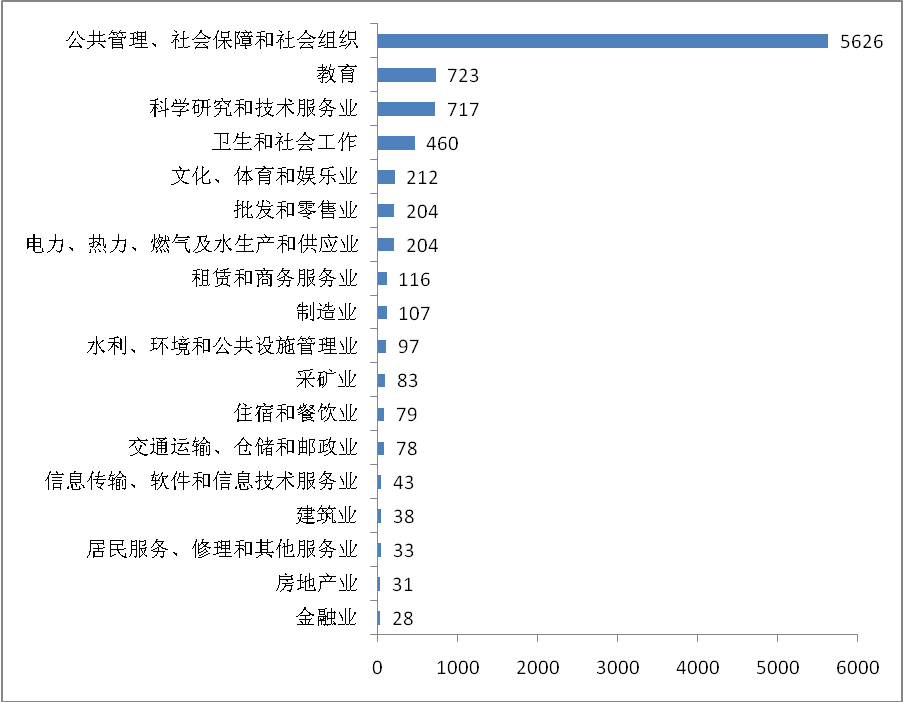 公共管理、社会保障和社会组织 5626
教育 723
科学研究和技术服务业 717
卫生和社会工作 460
文化、体育和娱乐业 212
批发和零售业 204
电力、热力、燃气及水生产和供应业 204
租赁和商务服务业 116
制造业 107
水利、环境和公共设施管理业 97
采矿业 83
住宿和餐饮业 79
交通运输、仓储和邮政业 78
信息传输、软件和信息技术服务业 43
建筑业 38
居民服务、修理和其他服务业 33
房地产业 31
金融业 28
0 1000 2000 3000 4000 5000 6000